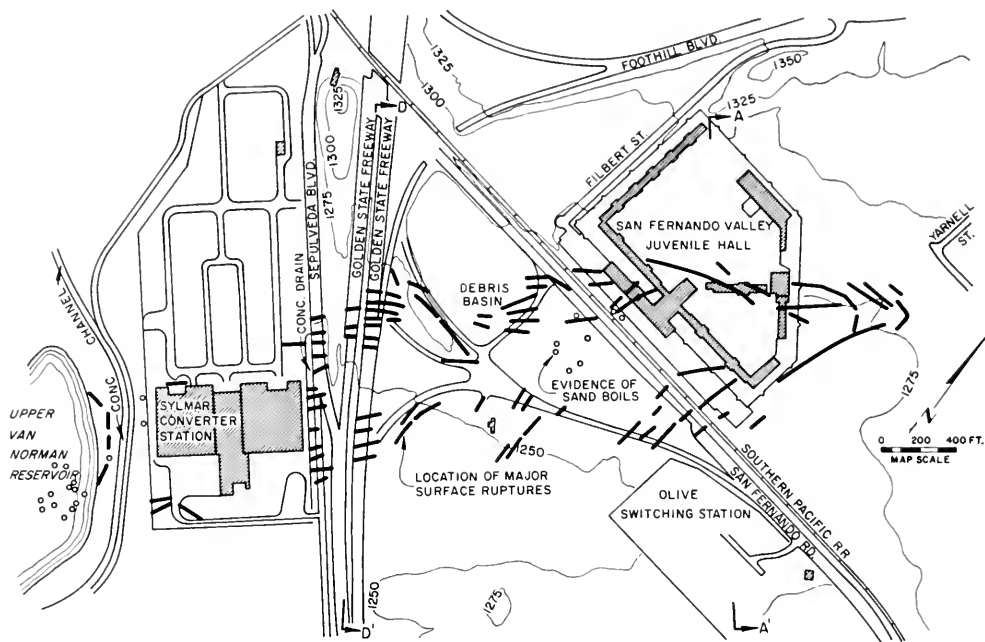 FOOTHILL BLVD
1350
1325
1325
1300
1325
D
A
1300
FILBERT ST.
SEPULVEDA BLVD.
1275
GOLDEN STATE FREEWAY
GOLDEN STATE FREEWAY
SAN FERNANDO VALLEY
JUVENILE HALL
YARNELL
ST.
CONC. DRAIN
DEBRIS
BASIN
CHANNEL
CONC.
EVIDENCE OF
SAND BOILS
1275
N
UPPER
VAN
NORMAN
RESERVOIR
SYLMAR
CONVERTER
STATION
0 200 400 FT.
MAP SCALE
1250
LOCATION OF MAJOR
SURFACE RUPTURES
SOUTHERN PACIFIC RR
SAN FERNANDO RD.
OLIVE
SWITCHING STATION
1250
1275
D'
A'